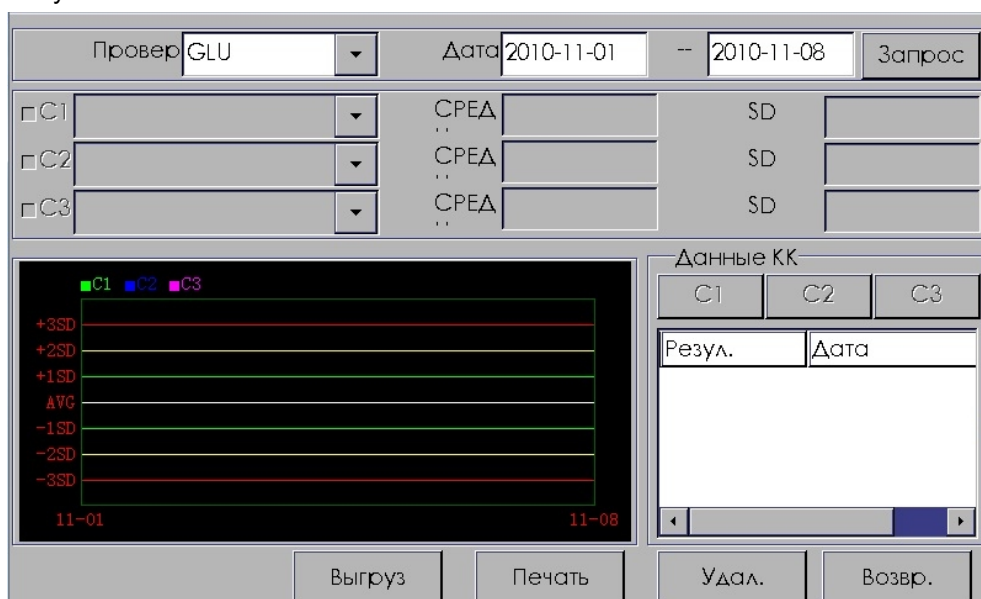 Провер GLU Дата 2010-11-01 -- 2010-11-08 Запрос
C1 СРЕД SD
C2 СРЕД SD
C3 СРЕД SD
Данные КК
C1 C2 C3
Резул. Дата
C1 C2 C3
+3SD
+2SD
+1SD
AVG
-1SD
-2SD
-3SD
11-01 11-08
Выгруз Печать Удал. Возвр.